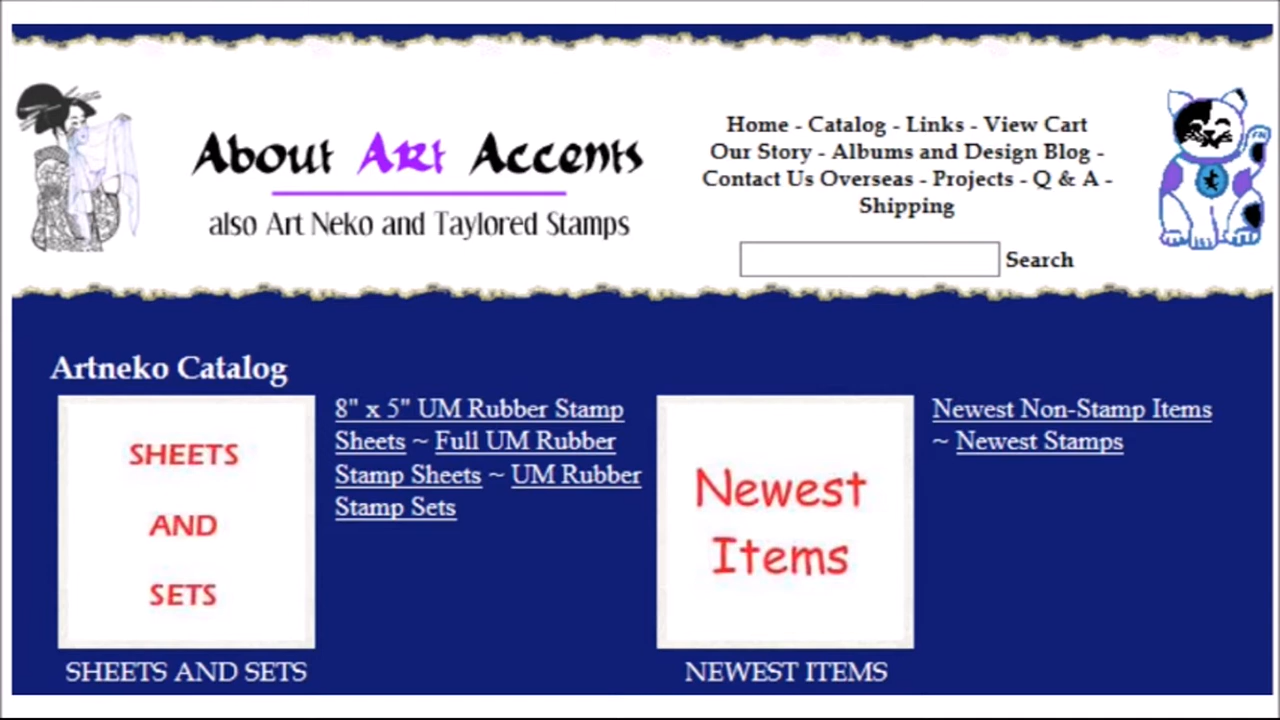 About Art Accents
also Art Neko and Taylored Stamps
Home - Catalog - Links - View Cart
Our Story - Albums and Design Blog -
Contact Us Overseas - Projects - Q & A -
Shipping
Search
Artneko Catalog
SHEETS
AND
SETS
8" x 5" UM Rubber Stamp
Sheets ~ Full UM Rubber
Stamp Sheets ~ UM Rubber
Stamp Sets
SHEETS AND SETS
Newest
Items
Newest Non-Stamp Items
~ Newest Stamps
NEWEST ITEMS